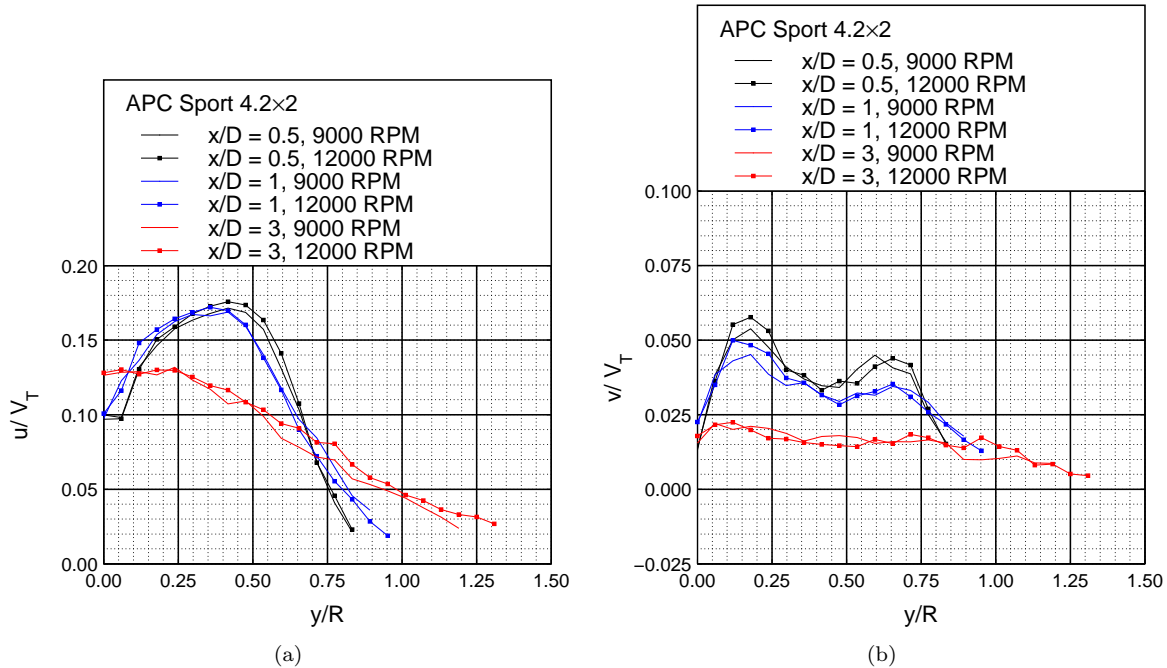 APC Sport 4.2×2
x/D = 0.5, 9000 RPM
x/D = 0.5, 12000 RPM
x/D = 1, 9000 RPM
x/D = 1, 12000 RPM
x/D = 3, 9000 RPM
x/D = 3, 12000 RPM
0.20
0.15
0.10
0.05
0.00
u/ V_T
0.00 0.25 0.50 0.75 1.00 1.25 1.50
y/R
(a)
APC Sport 4.2×2
x/D = 0.5, 9000 RPM
x/D = 0.5, 12000 RPM
x/D = 1, 9000 RPM
x/D = 1, 12000 RPM
x/D = 3, 9000 RPM
x/D = 3, 12000 RPM
0.100
0.075
0.050
0.025
0.000
−0.025
v/ V_T
0.00 0.25 0.50 0.75 1.00 1.25 1.50
y/R
(b)